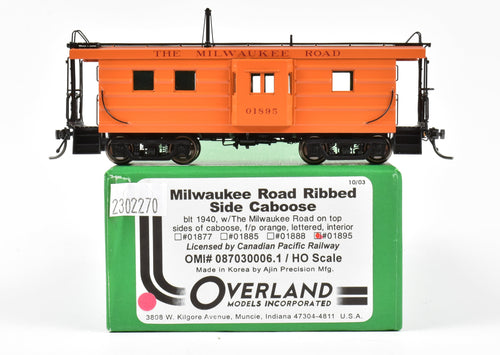 THE MILWAUKEE ROAD
01895
10/03
2302270
Milwaukee Road Ribbed
Side Caboose
blt 1940, w/The Milwaukee Road on top
sides of caboose, f/p orange, lettered, interior
#01877 #01885 #01888 #01895
Licensed by Canadian Pacific Railway
OMI# 087030006.1 / HO Scale
Made in Korea by Ajin Precision Mfg.
OVERLAND
MODELS INCORPORATED
3808 W. Kilgore Avenue, Muncie, Indiana 47304-4811 U.S.A.